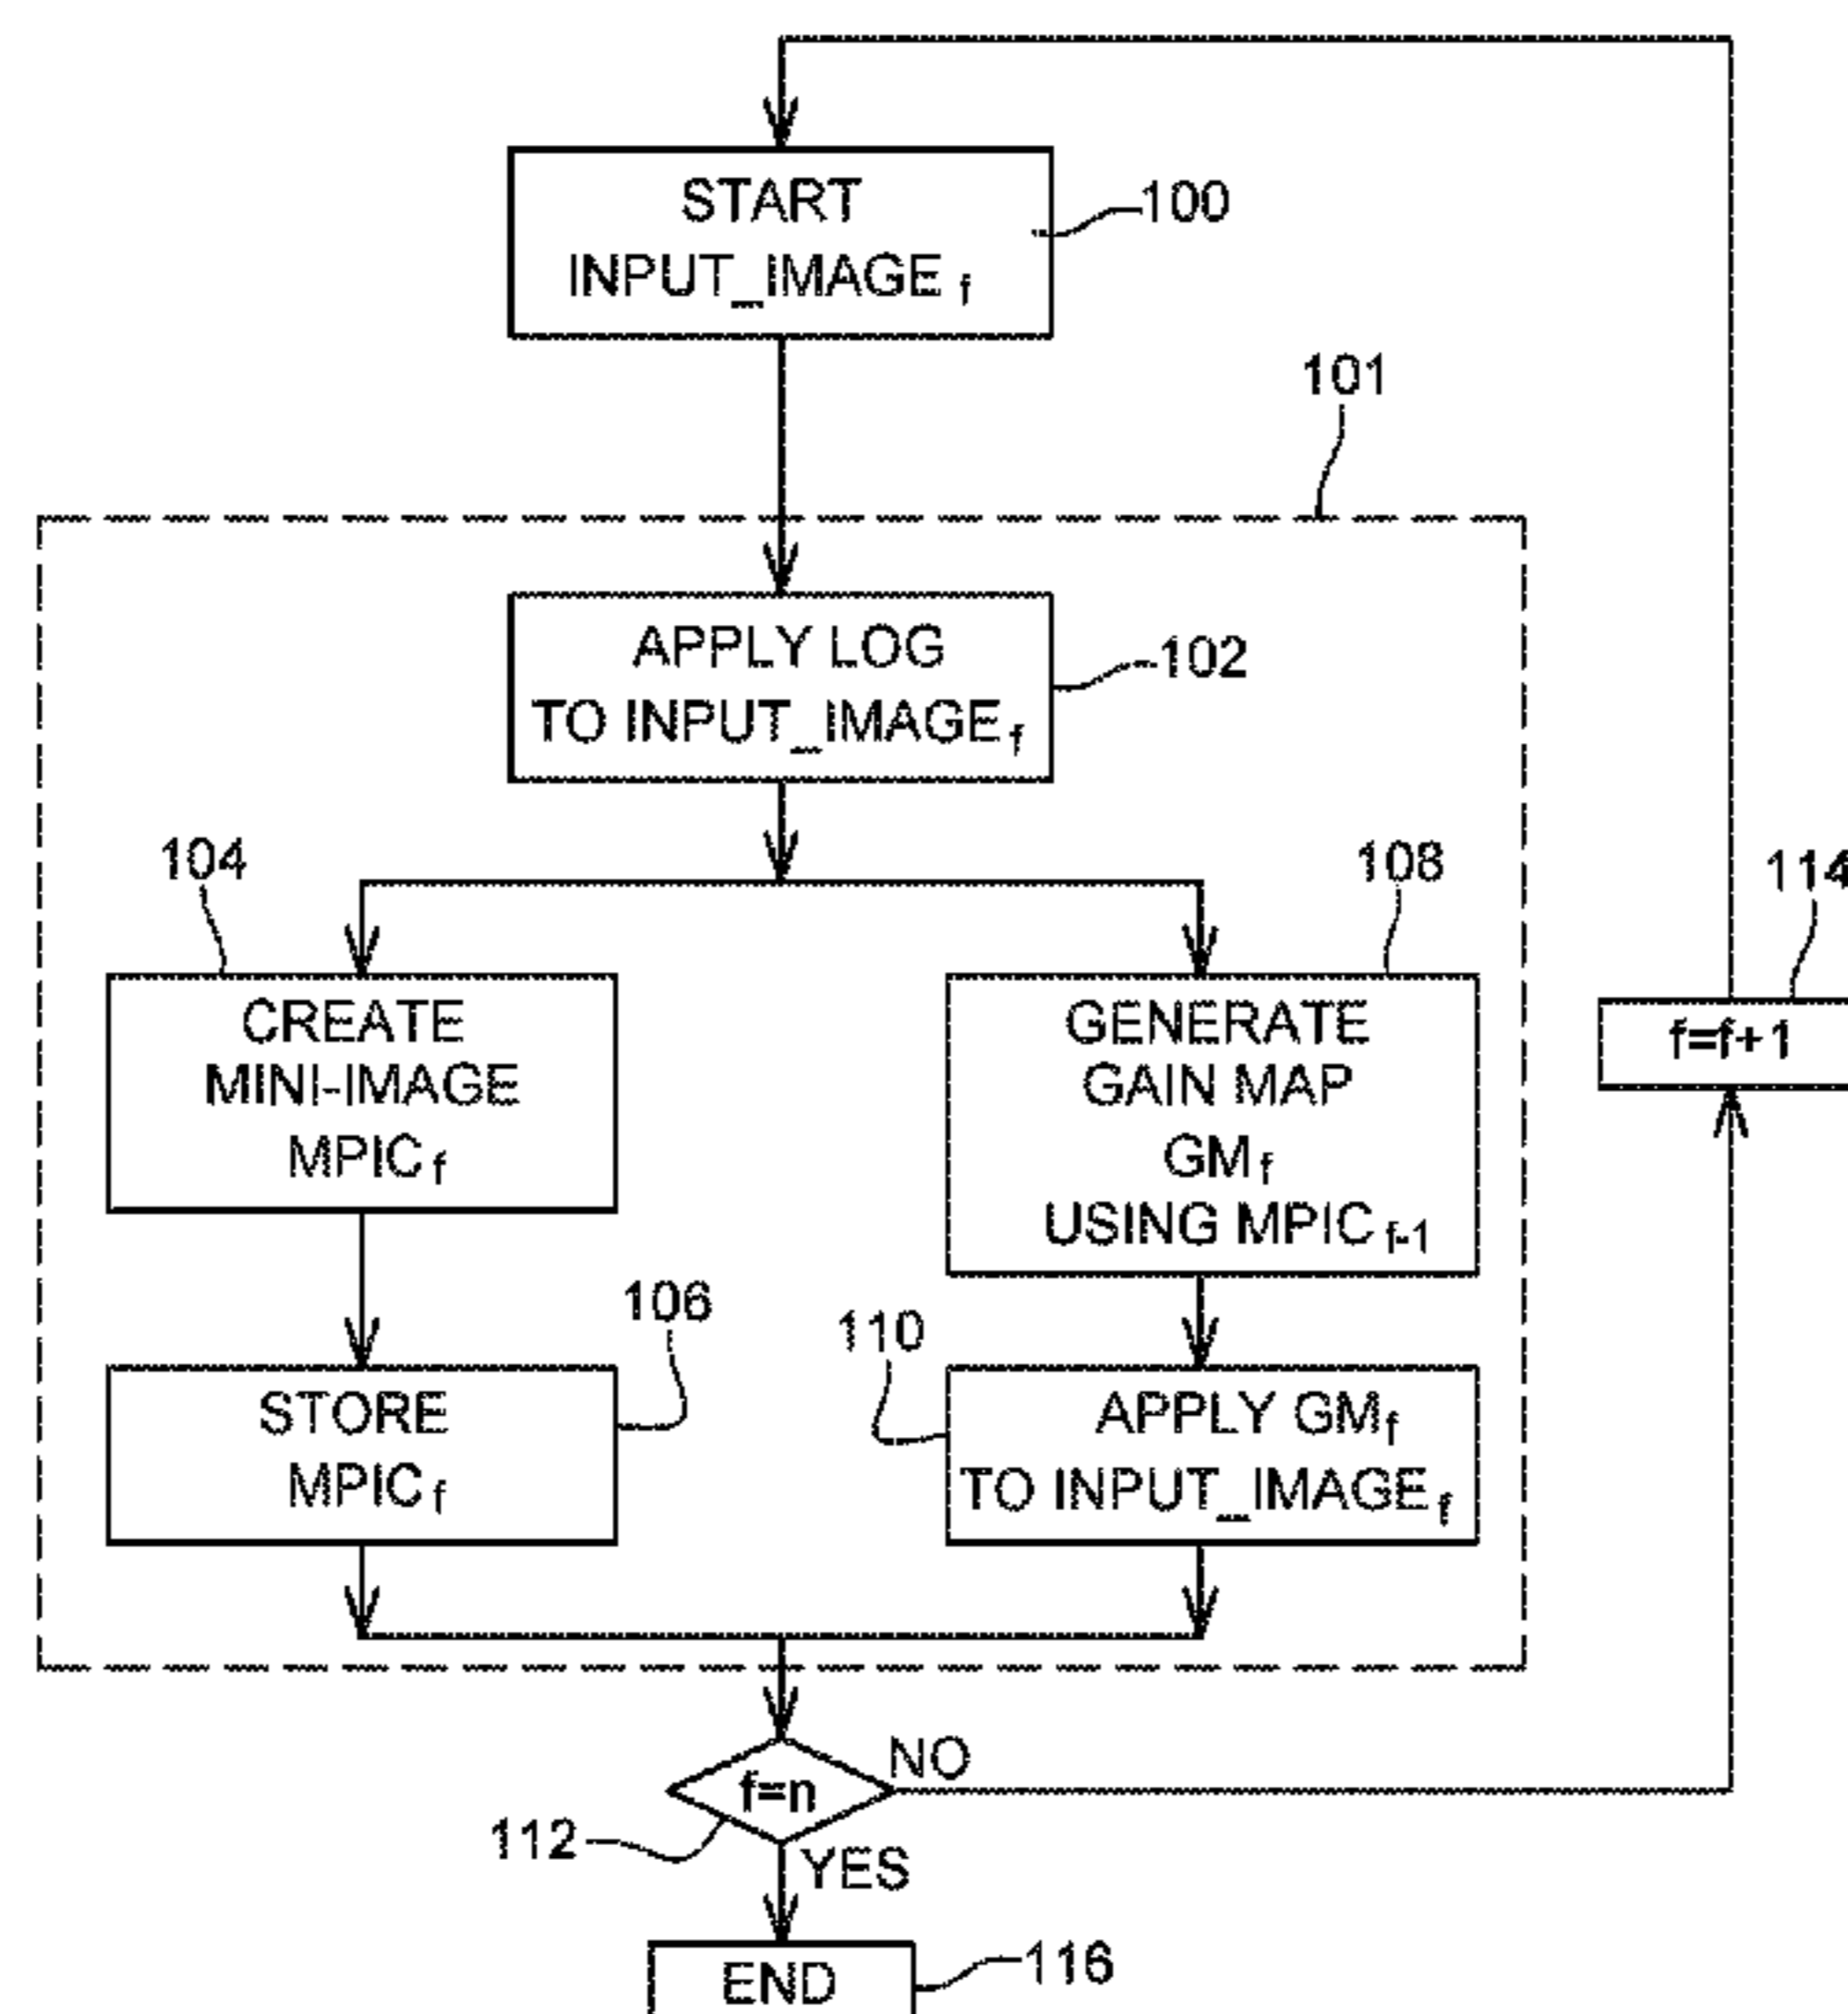 START
INPUT_IMAGE f
100
101
APPLY LOG
TO INPUT_IMAGE f
102
104
CREATE
MINI-IMAGE
MPIC f
108
GENERATE
GAIN MAP
GM f
USING MPIC f-1
114
f=f+1
106
STORE
MPIC f
110
APPLY GM f
TO INPUT_IMAGE f
f=n
NO
112
YES
END
116